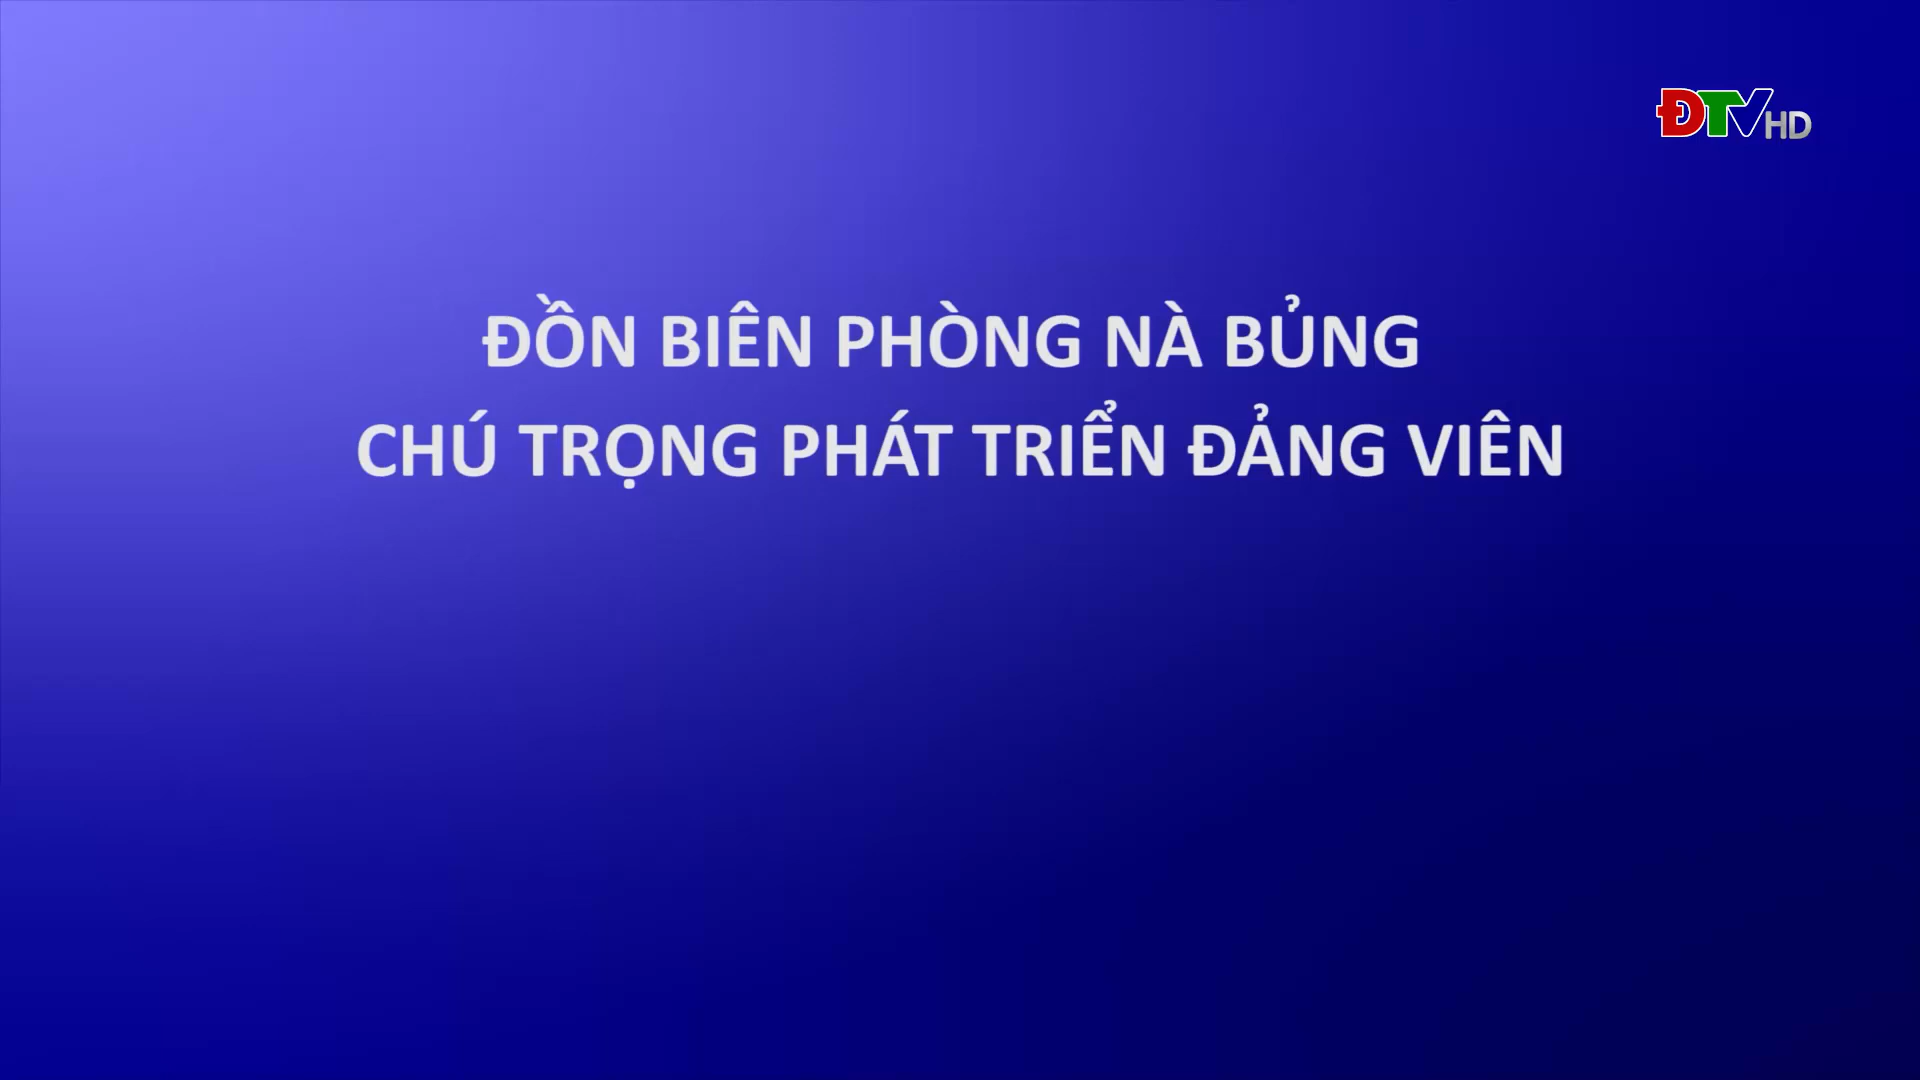 ĐTV HD
ĐỒN BIÊN PHÒNG NÀ BỦNG
CHÚ TRỌNG PHÁT TRIỂN ĐẢNG VIÊN